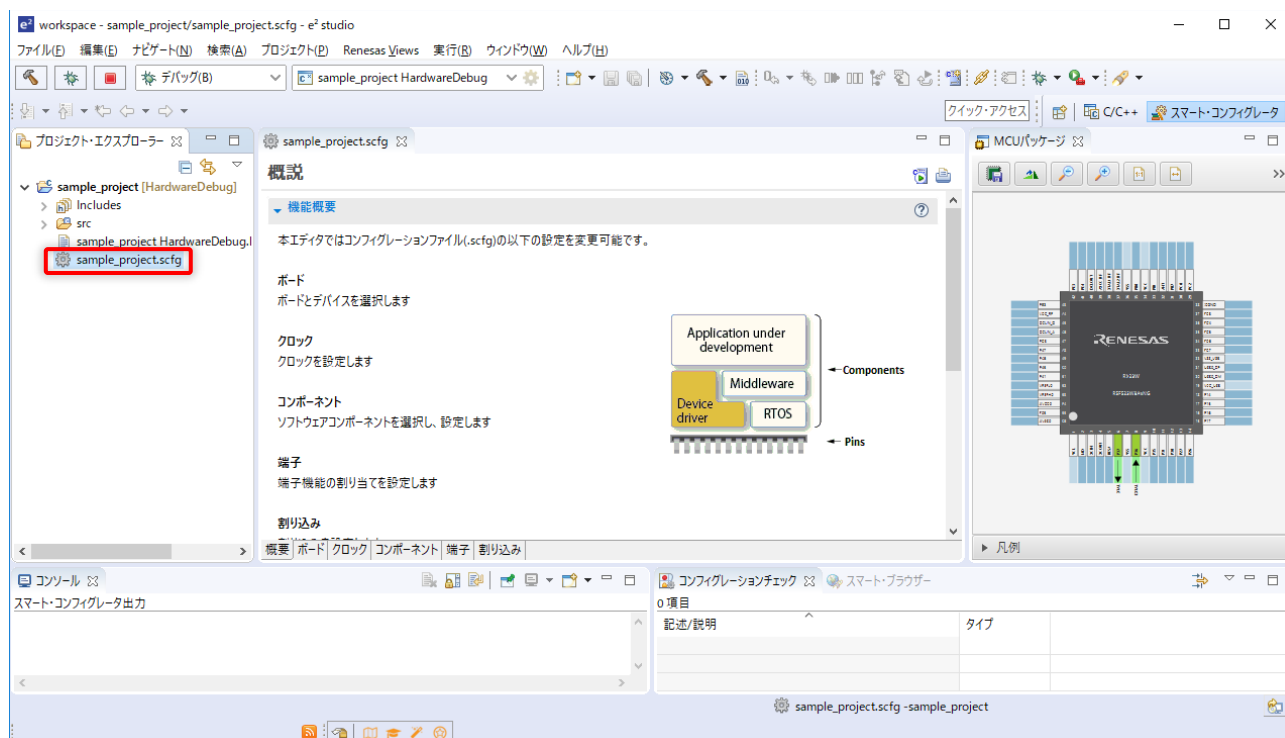 workspace - sample_project/sample_project.scfg - e² studio
ファイル(F) 編集(E) ナビゲート(N) 検索(A) プロジェクト(P) Renesas Views 実行(R) ウィンドウ(W) ヘルプ(H)
デバッグ(B) sample_project HardwareDebug
クイック・アクセス C/C++ スマート・コンフィグレータ
プロジェクト・エクスプローラー
sample_project [HardwareDebug]
Includes
src
sample_project HardwareDebug.l
sample_project.scfg
sample_project.scfg
概説
機能概要
本エディタではコンフィグレーションファイル(.scfg)の以下の設定を変更可能です。
ボード
ボードとデバイスを選択します
クロック
クロックを設定します
コンポーネント
ソフトウェアコンポーネントを選択し、設定します
端子
端子機能の割り当てを設定します
割り込み
Application under
development
Middleware
Device
driver
RTOS
Components
Pins
概要 ボード クロック コンポーネント 端子 割り込み
MCUパッケージ
RENESAS
凡例
コンソール
スマート・コンフィグレータ出力
コンフィグレーションチェック スマート・ブラウザー
0 項目
記述/説明 タイプ
sample_project.scfg -sample_project